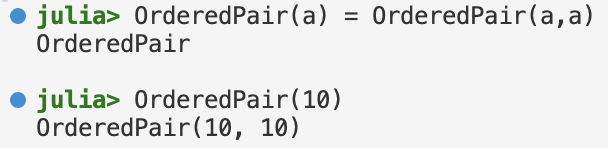 julia> OrderedPair(a) = OrderedPair(a,a)
OrderedPair
julia> OrderedPair(10)
OrderedPair(10, 10)